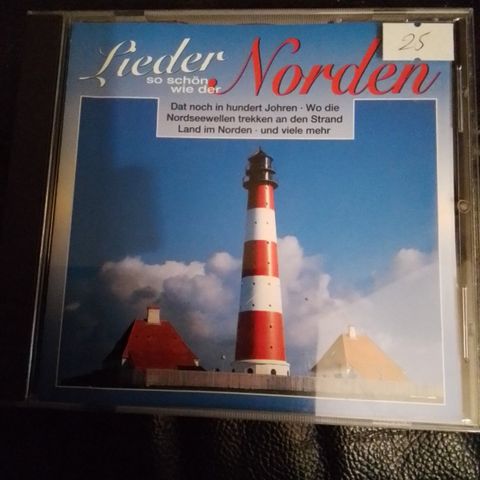 Lieder
so schön
wie der
Norden
Dat noch in hundert Johren · Wo die
Nordseewellen trekken an den Strand
Land im Norden · und viele mehr
25